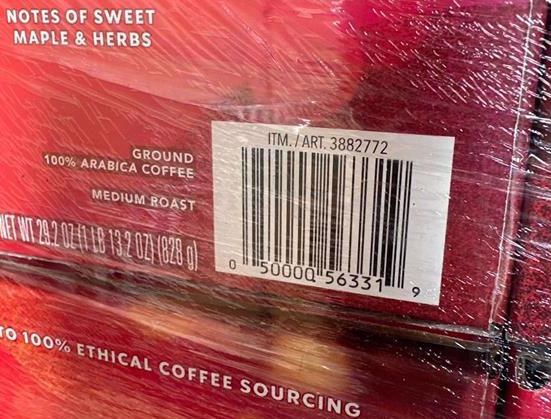 NOTES OF SWEET
MAPLE & HERBS
ITM. / ART. 3882772
GROUND
100% ARABICA COFFEE
MEDIUM ROAST
NET WT 29.2 OZ (1 LB 13.2 OZ) (828 g)
0 50000 56331 9
TO 100% ETHICAL COFFEE SOURCING